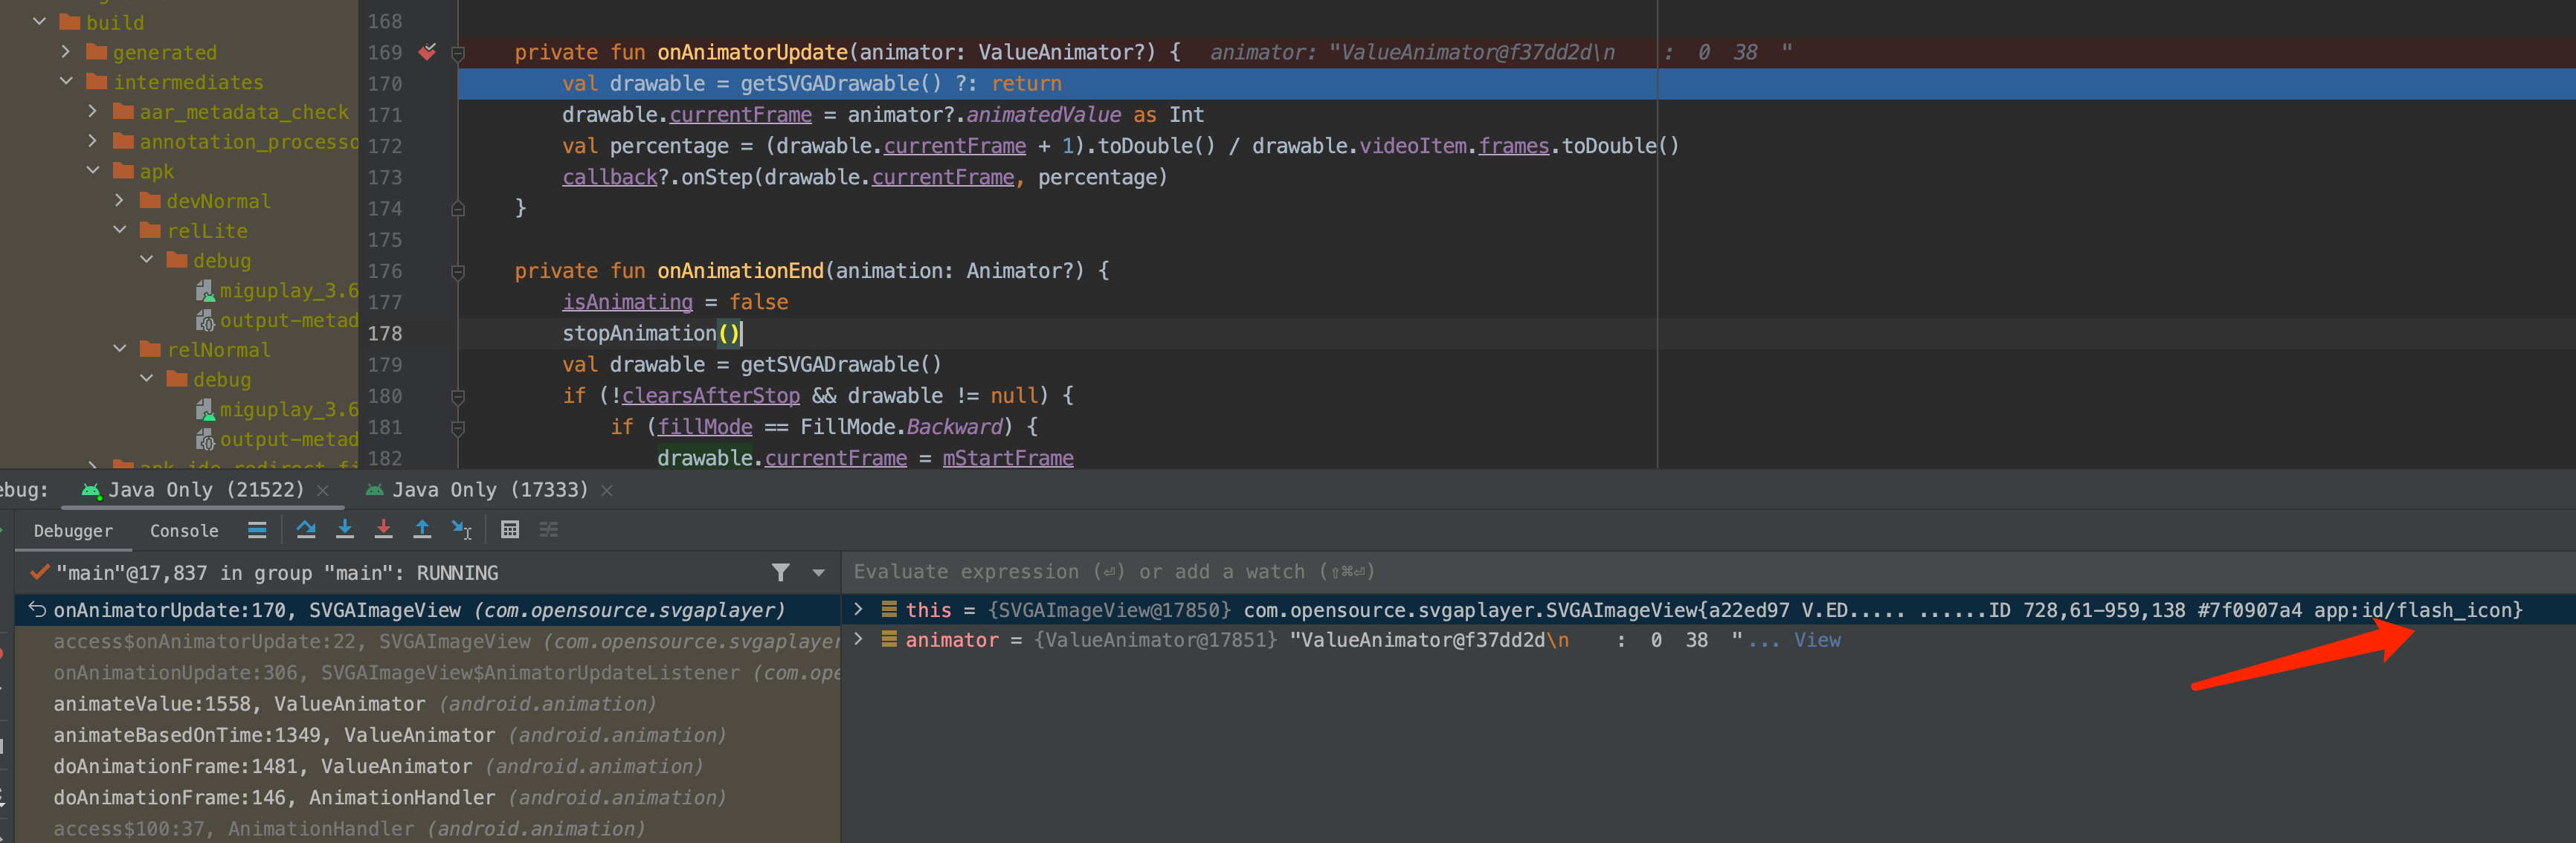 build
generated
intermediates
aar_metadata_check
annotation_processo
apk
devNormal
relLite
debug
miguplay_3.6
output-metad
relNormal
debug
miguplay_3.6
output-metad
168
169 private fun onAnimatorUpdate(animator: ValueAnimator?) { animator: "ValueAnimator@f37dd2d\n : 0 38 "
170 val drawable = getSVGADrawable() ?: return
171 drawable.currentFrame = animator?.animatedValue as Int
172 val percentage = (drawable.currentFrame + 1).toDouble() / drawable.videoItem.frames.toDouble()
173 callback?.onStep(drawable.currentFrame, percentage)
174 }
175
176 private fun onAnimationEnd(animation: Animator?) {
177 isAnimating = false
178 stopAnimation()
179 val drawable = getSVGADrawable()
180 if (!clearsAfterStop && drawable != null) {
181 if (fillMode == FillMode.Backward) {
182 drawable.currentFrame = mStartFrame
ebug: Java Only (21522) × Java Only (17333) ×
Debugger Console
"main"@17,837 in group "main": RUNNING
onAnimatorUpdate:170, SVGAImageView (com.opensource.svgaplayer)
access$onAnimatorUpdate:22, SVGAImageView (com.opensource.svgaplayer
onAnimationUpdate:306, SVGAImageView$AnimatorUpdateListener (com.ope
animateValue:1558, ValueAnimator (android.animation)
animateBasedOnTime:1349, ValueAnimator (android.animation)
doAnimationFrame:1481, ValueAnimator (android.animation)
doAnimationFrame:146, AnimationHandler (android.animation)
access$100:37, AnimationHandler (android.animation)
Evaluate expression (⏎) or add a watch (⇧⌘⏎)
this = {SVGAImageView@17850} com.opensource.svgaplayer.SVGAImageView{a22ed97 V.ED..... ......ID 728,61-959,138 #7f0907a4 app:id/flash_icon}
animator = {ValueAnimator@17851} "ValueAnimator@f37dd2d\n : 0 38 "... View